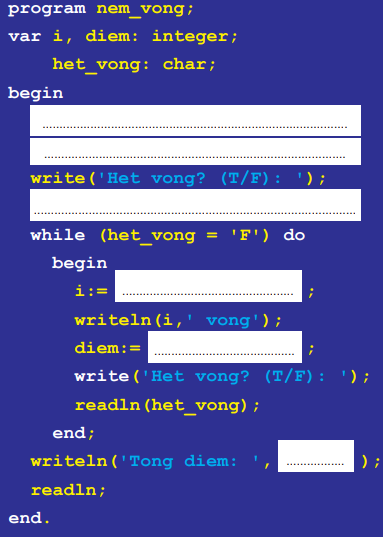 program nem_vong;
var i, diem: integer;
het_vong: char;
begin
................................................................................
................................................................................
write('Het vong? (T/F): ');
................................................................................
while (het_vong = 'F') do
begin
i:= .................................................. ;
writeln(i,' vong');
diem:= .......................................... ;
write('Het vong? (T/F): ');
readln(het_vong);
end;
writeln('Tong diem: ', ................. );
readln;
end.